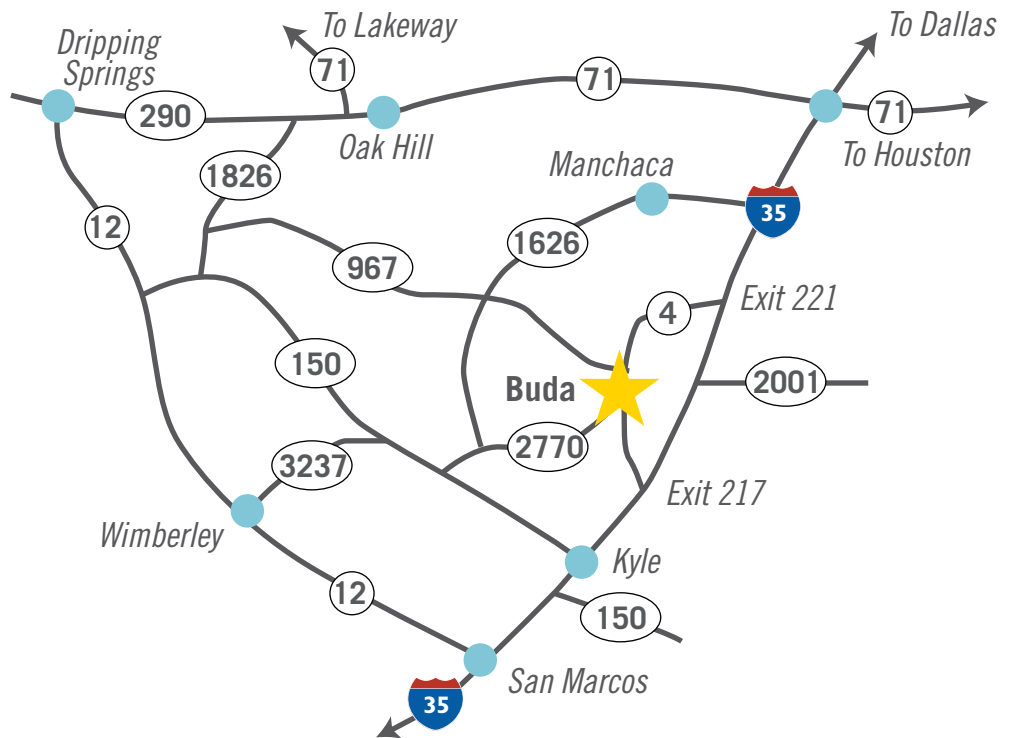 To Lakeway
To Dallas
Dripping
Springs
71
71
290
71
Oak Hill
To Houston
Manchaca
1826
35
12
1626
967
Exit 221
4
150
Buda
2001
2770
3237
Exit 217
Wimberley
Kyle
12
150
San Marcos
35